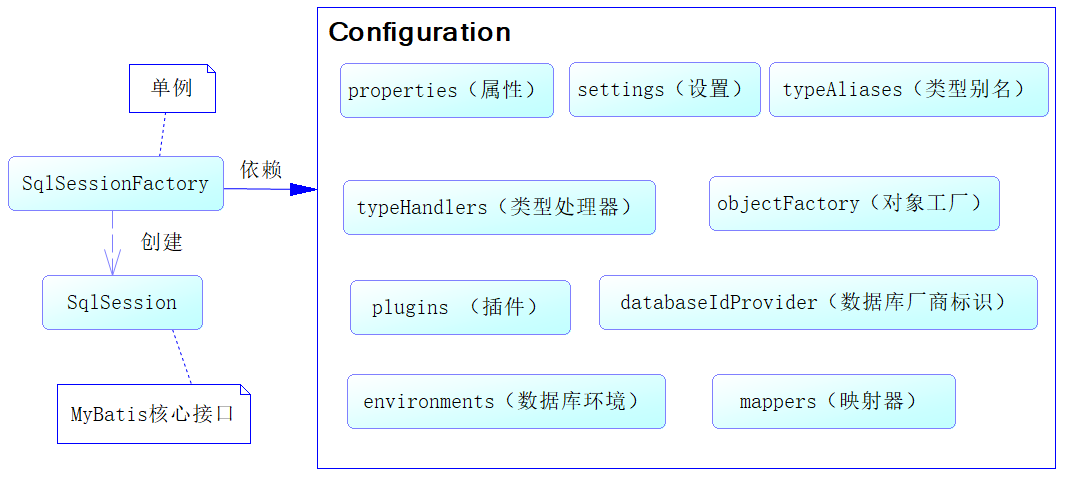 Configuration
properties（属性）
settings（设置）
typeAliases（类型别名）
单例
SqlSessionFactory
依赖
typeHandlers（类型处理器）
objectFactory（对象工厂）
创建
SqlSession
plugins （插件）
databaseIdProvider（数据库厂商标识）
MyBatis核心接口
environments（数据库环境）
mappers（映射器）